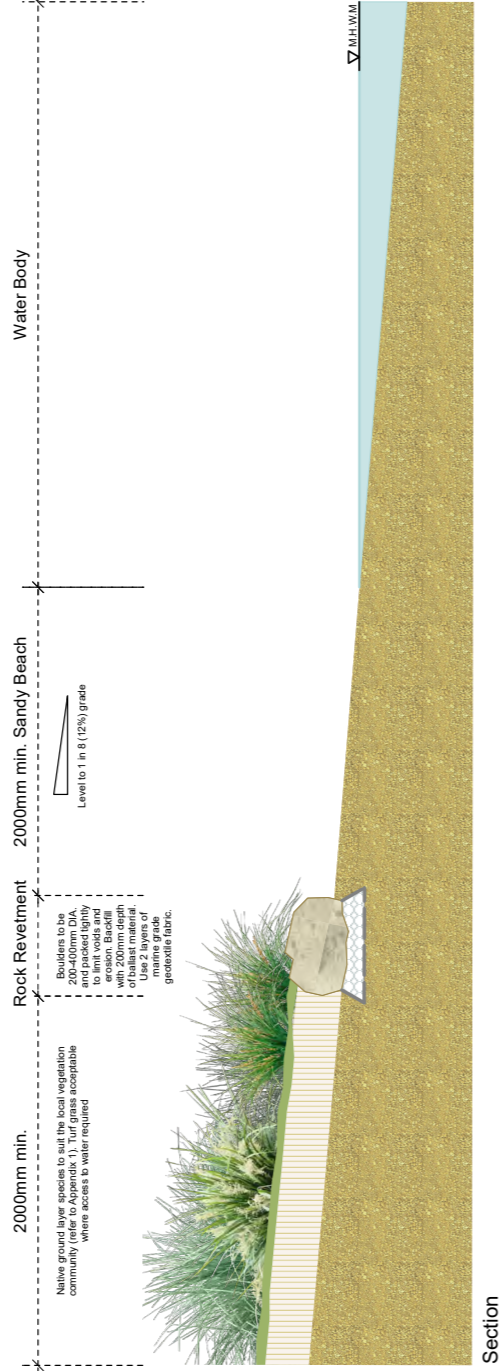 2000mm min.
Rock Revetment
2000mm min. Sandy Beach
Water Body
Native ground layer species to suit the local vegetation
community (refer to Appendix 1). Turf grass acceptable
where access to water required
Boulders to be
200-400mm DIA.
and packed tightly
to limit voids and
erosion. Backfill
with 200mm depth
of ballast material.
Use 2 layers of
marine grade
geotextile fabric.
Level to 1 in 8 (12%) grade
M.H.W.M
Section